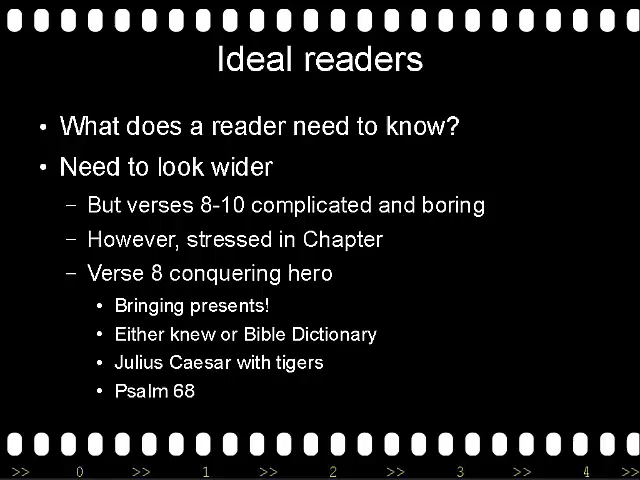 Ideal readers
• What does a reader need to know?
• Need to look wider
– But verses 8-10 complicated and boring
– However, stressed in Chapter
– Verse 8 conquering hero
• Bringing presents!
• Either knew or Bible Dictionary
• Julius Caesar with tigers
• Psalm 68
>> 0 >> 1 >> 2 >> 3 >> 4 >>